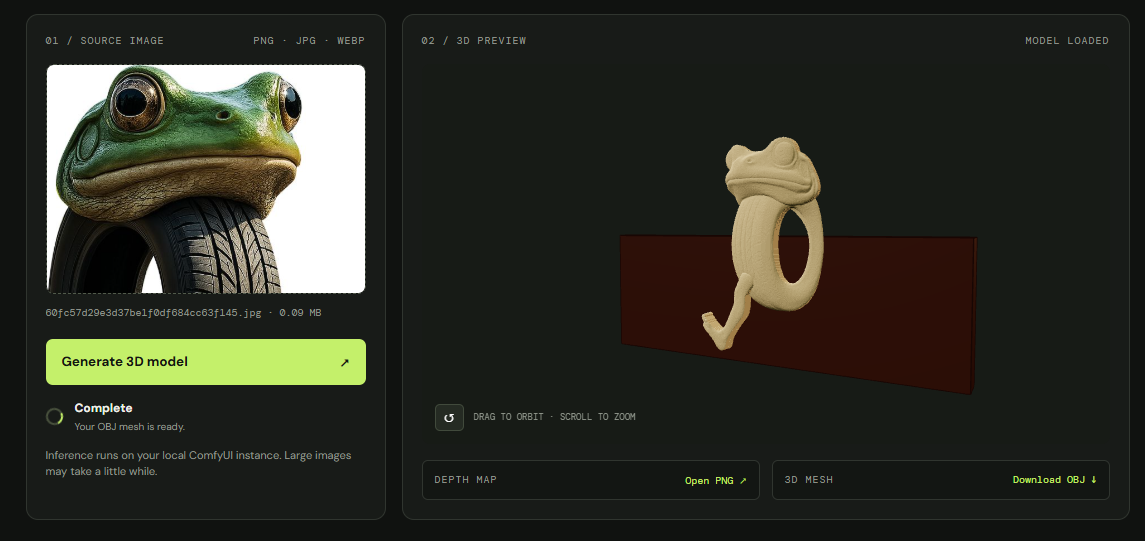 01 / SOURCE IMAGE
PNG · JPG · WEBP
60fc57d29e3d37be1f0df684cc63f145.jpg · 0.09 MB
Generate 3D model ↗
Complete
Your OBJ mesh is ready.
Inference runs on your local ComfyUI instance. Large images
may take a little while.
02 / 3D PREVIEW
MODEL LOADED
↺ DRAG TO ORBIT · SCROLL TO ZOOM
DEPTH MAP
Open PNG ↗
3D MESH
Download OBJ ↓